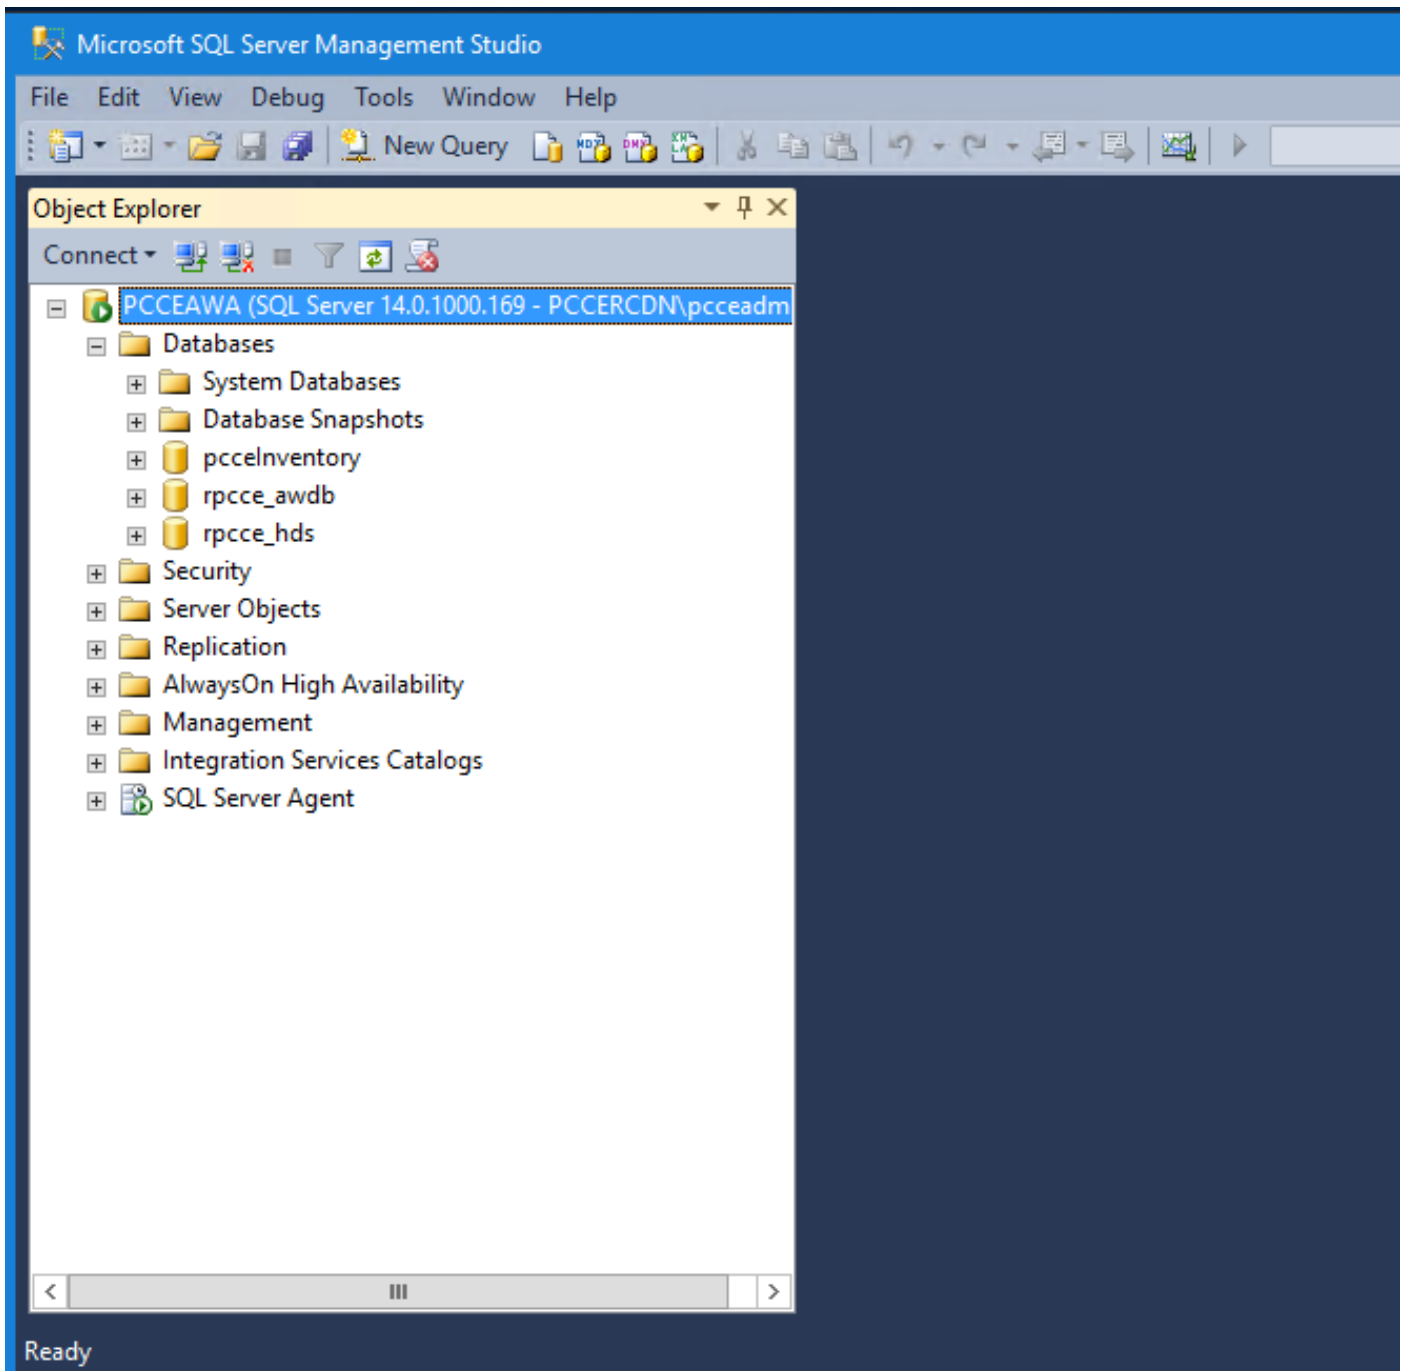 Microsoft SQL Server Management Studio
File Edit View Debug Tools Window Help
New Query
Object Explorer
Connect
PCCEAWA (SQL Server 14.0.1000.169 - PCCERCDN\pcceadm
Databases
System Databases
Database Snapshots
pcceInventory
rpcce_awdb
rpcce_hds
Security
Server Objects
Replication
AlwaysOn High Availability
Management
Integration Services Catalogs
SQL Server Agent
Ready